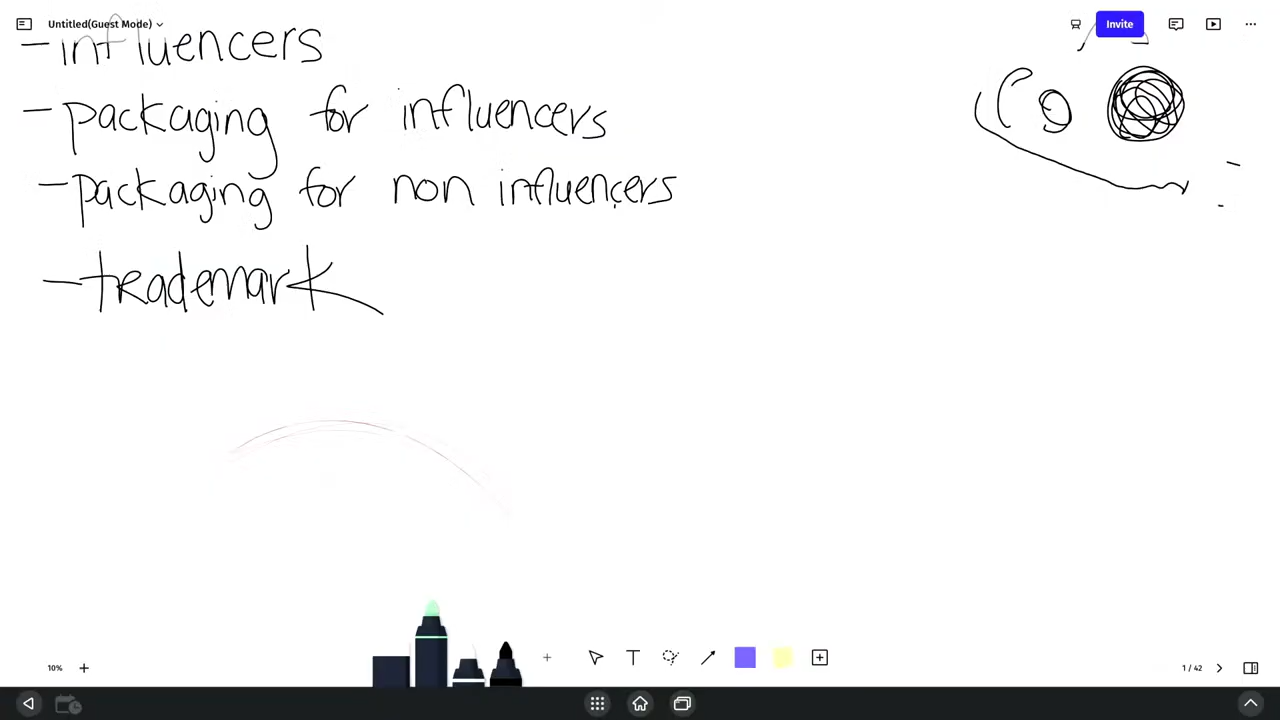 Untitled(Guest Mode)
Invite
-influencers
-packaging for influencers
-packaging for non influencers
-trademark
10%
1 / 42